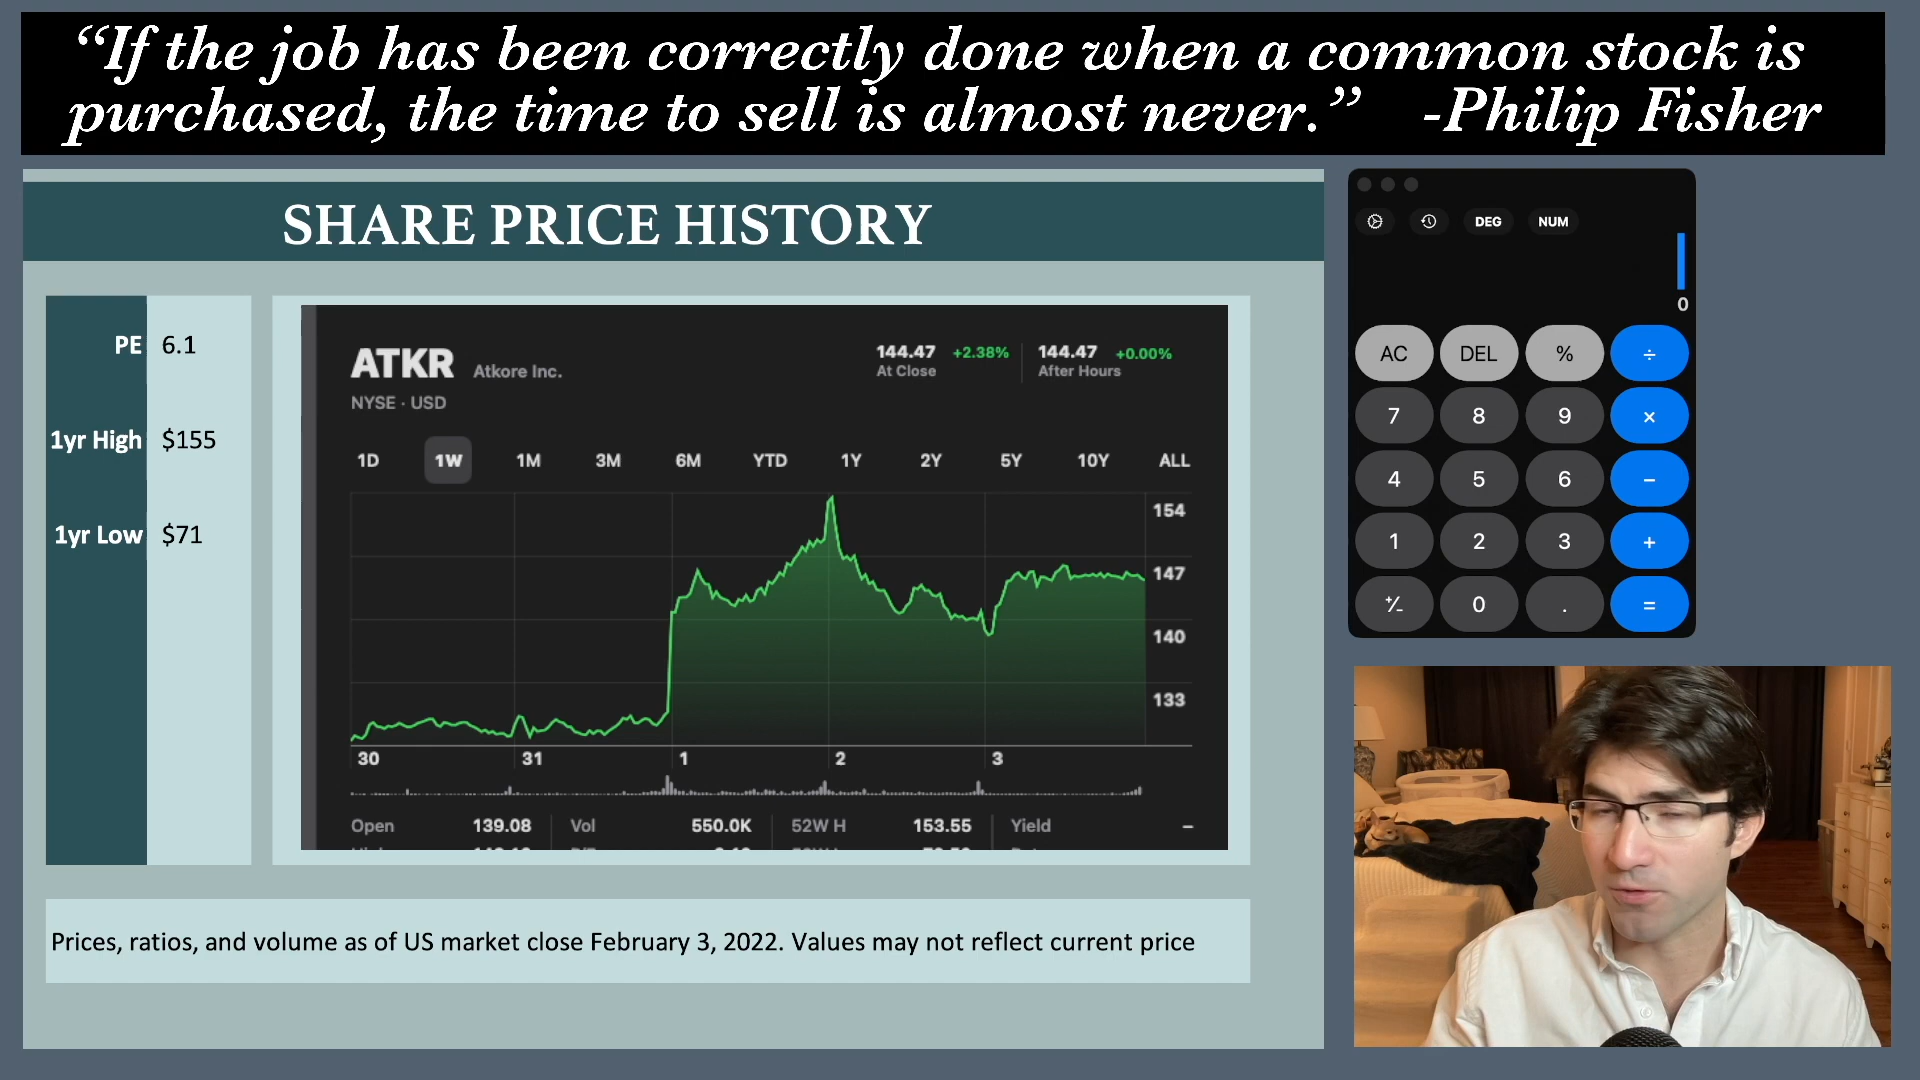 “If the job has been correctly done when a common stock is
purchased, the time to sell is almost never.” -Philip Fisher
SHARE PRICE HISTORY
PE 6.1
1yr High $155
1yr Low $71
ATKR Atkore Inc.
NYSE · USD
144.47 +2.38% 144.47 +0.00%
At Close After Hours
1D 1W 1M 3M 6M YTD 1Y 2Y 5Y 10Y ALL
154
147
140
133
30 31 1 2 3
Open 139.08 Vol 550.0K 52W H 153.55 Yield –
Prices, ratios, and volume as of US market close February 3, 2022. Values may not reflect current price
DEG NUM
0
AC DEL % ÷
7 8 9 ×
4 5 6 −
1 2 3 +
+/- 0 . =